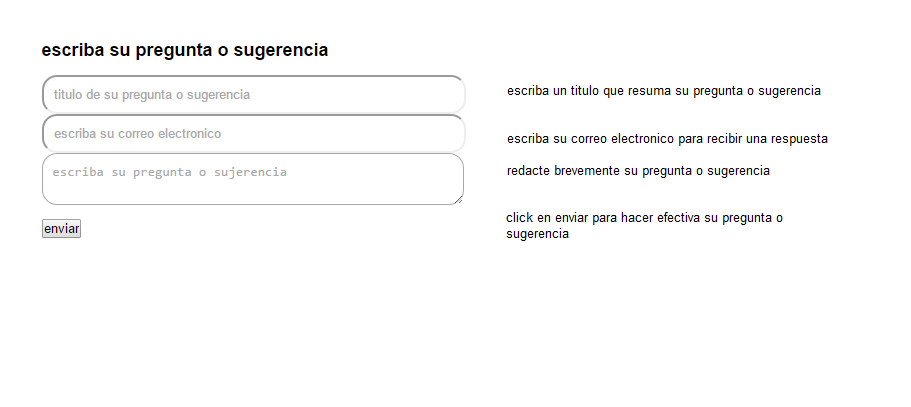 escriba su pregunta o sugerencia
titulo de su pregunta o sugerencia
escriba un titulo que resuma su pregunta o sugerencia
escriba su correo electronico
escriba su correo electronico para recibir una respuesta
escriba su pregunta o sujerencia
redacte brevemente su pregunta o sugerencia
enviar
click en enviar para hacer efectiva su pregunta o
sugerencia